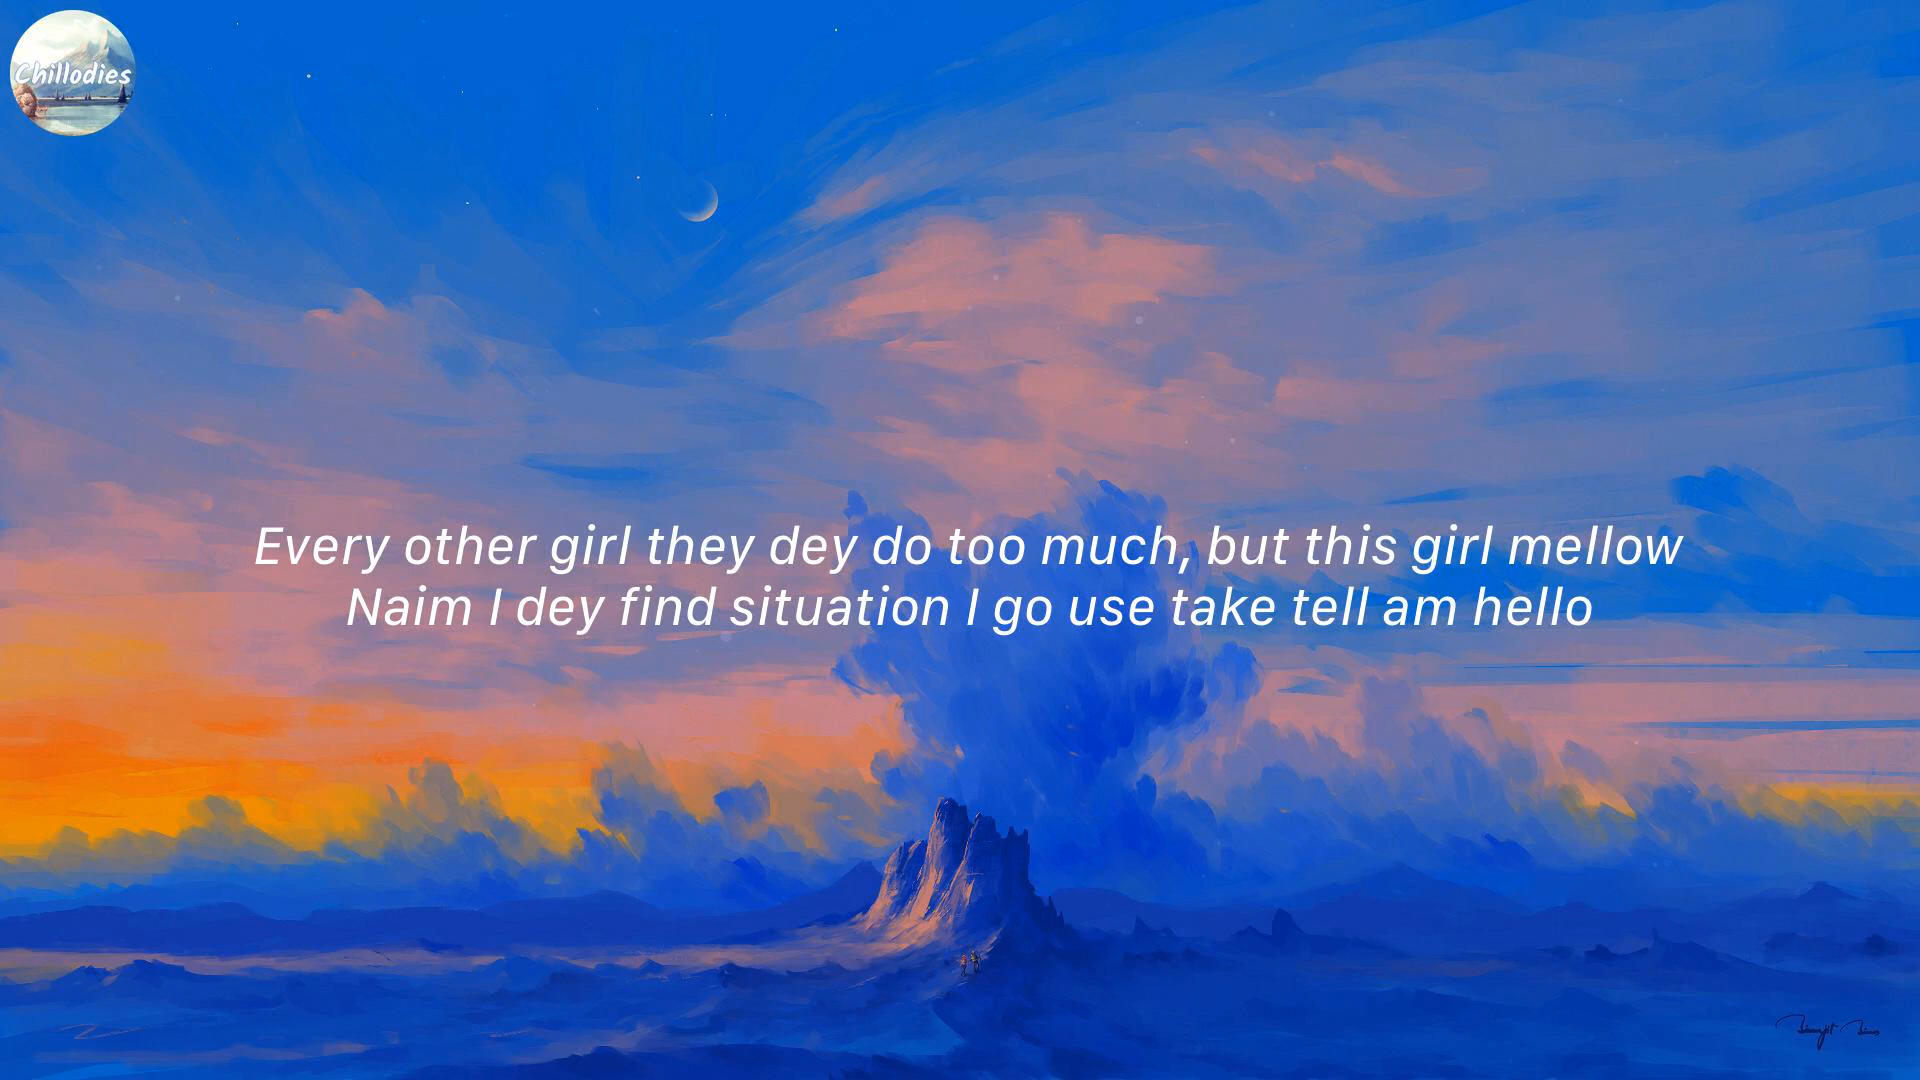 Chillodies
Every other girl they dey do too much, but this girl mellow
Naim I dey find situation I go use take tell am hello